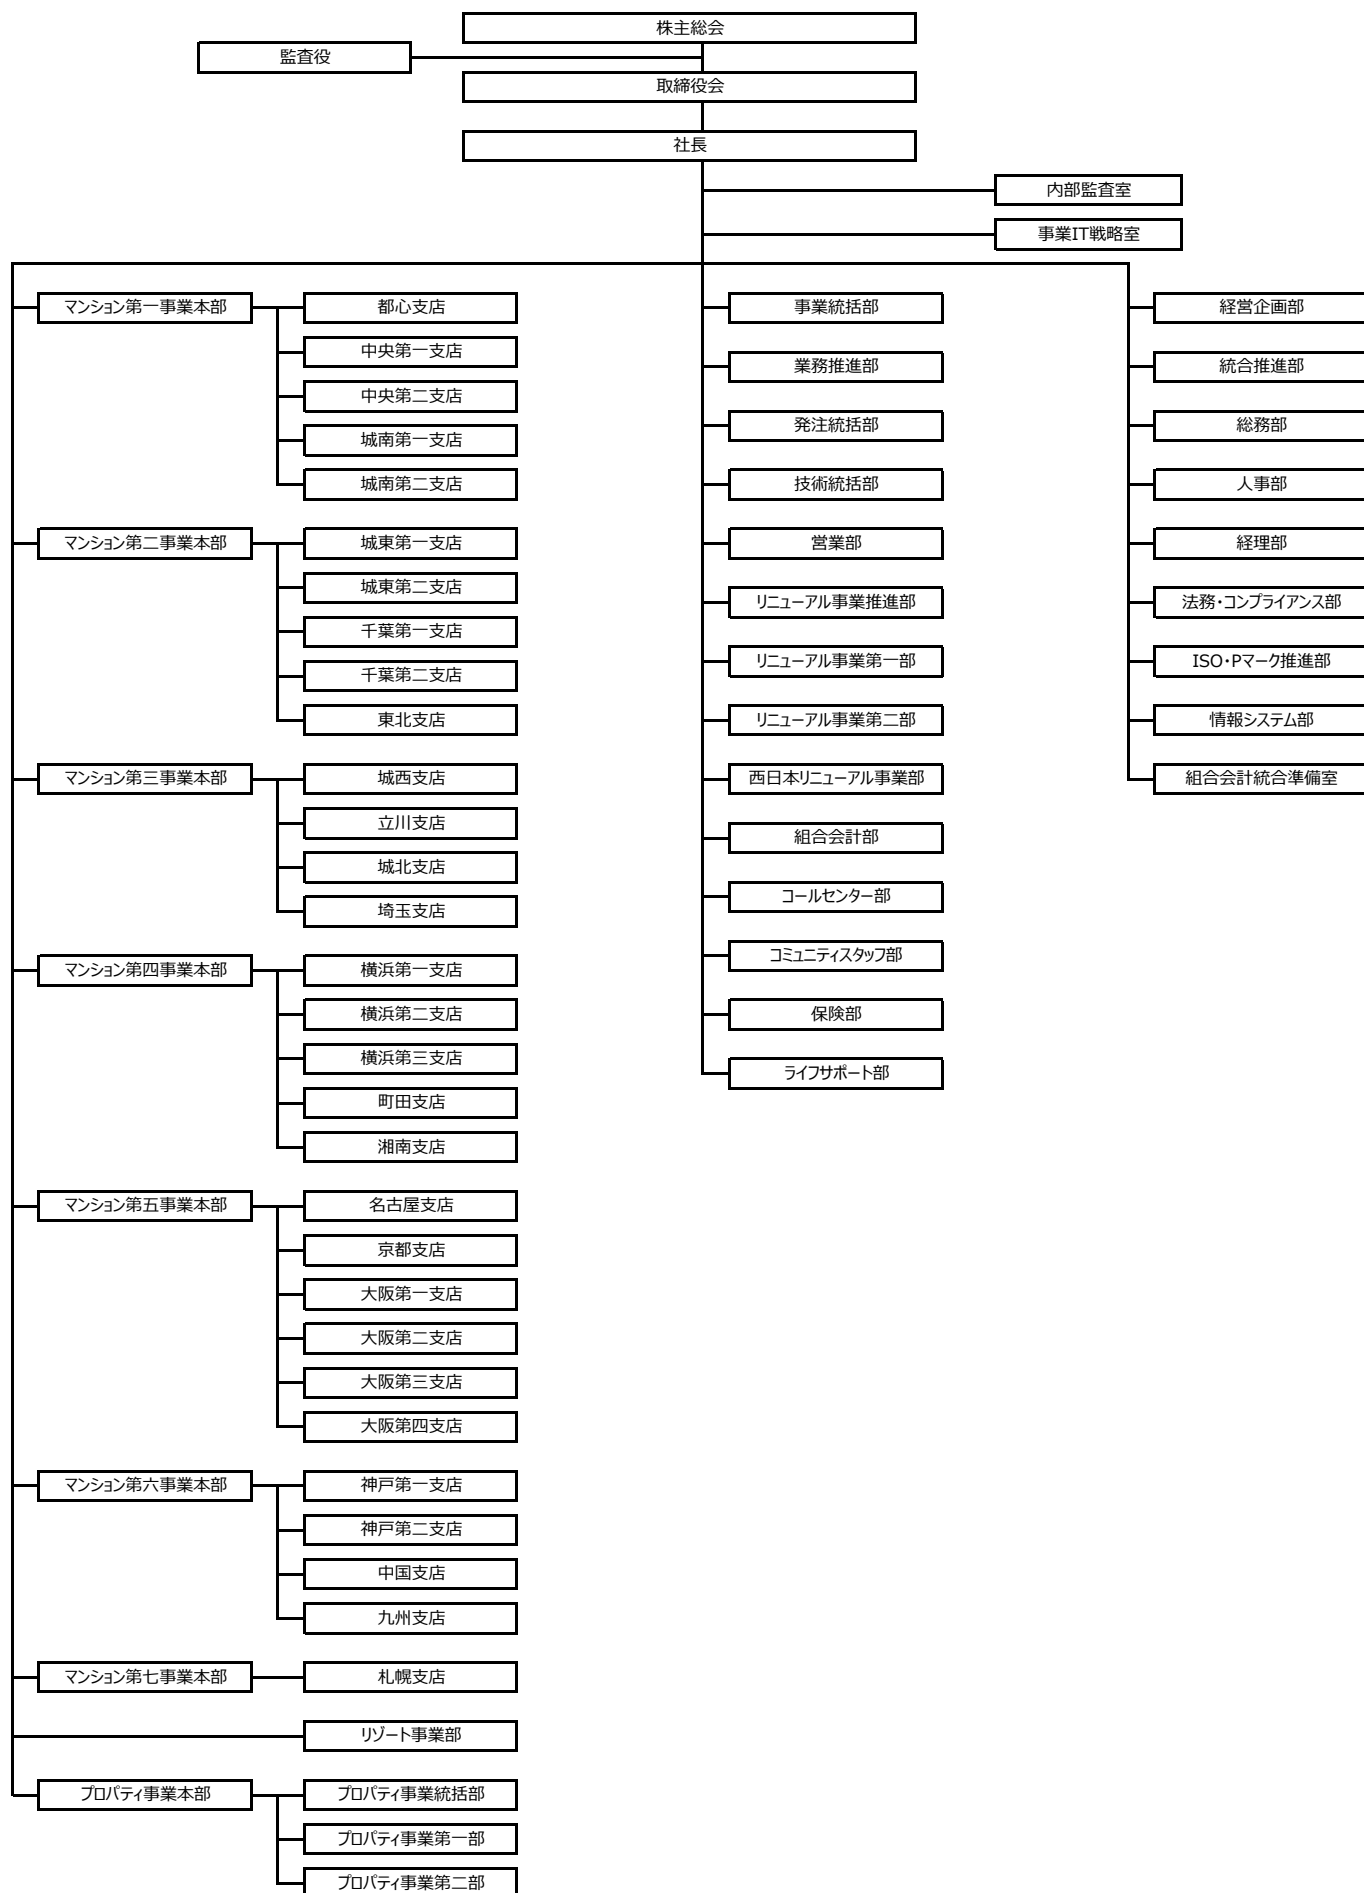 株主総会
監査役
取締役会
社長
内部監査室
事業IT戦略室
マンション第一事業本部
都心支店
中央第一支店
中央第二支店
城南第一支店
城南第二支店
マンション第二事業本部
城東第一支店
城東第二支店
千葉第一支店
千葉第二支店
東北支店
マンション第三事業本部
城西支店
立川支店
城北支店
埼玉支店
マンション第四事業本部
横浜第一支店
横浜第二支店
横浜第三支店
町田支店
湘南支店
マンション第五事業本部
名古屋支店
京都支店
大阪第一支店
大阪第二支店
大阪第三支店
大阪第四支店
マンション第六事業本部
神戸第一支店
神戸第二支店
中国支店
九州支店
マンション第七事業本部
札幌支店
リゾート事業部
プロパティ事業本部
プロパティ事業統括部
プロパティ事業第一部
プロパティ事業第二部
事業統括部
業務推進部
発注統括部
技術統括部
営業部
リニューアル事業推進部
リニューアル事業第一部
リニューアル事業第二部
西日本リニューアル事業部
組合会計部
コールセンター部
コミュニティスタッフ部
保険部
ライフサポート部
経営企画部
統合推進部
総務部
人事部
経理部
法務・コンプライアンス部
ISO・Pマーク推進部
情報システム部
組合会計統合準備室